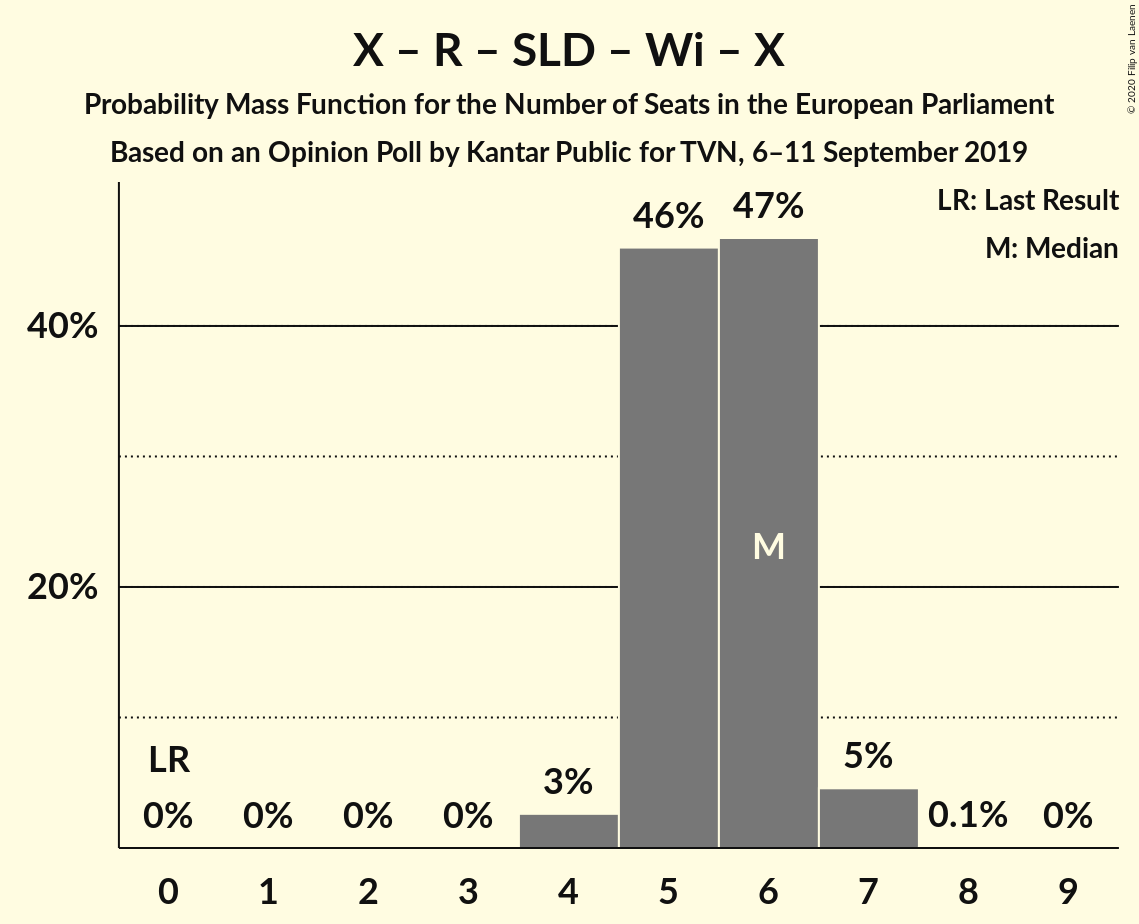 X – R – SLD – Wi – X
Probability Mass Function for the Number of Seats in the European Parliament
Based on an Opinion Poll by Kantar Public for TVN, 6–11 September 2019
© 2020 Filip van Laenen
LR: Last Result
M: Median
46%
47%
40%
M
20%
LR
0%
0%
0%
0%
3%
5%
0.1%
0%
0
1
2
3
4
5
6
7
8
9